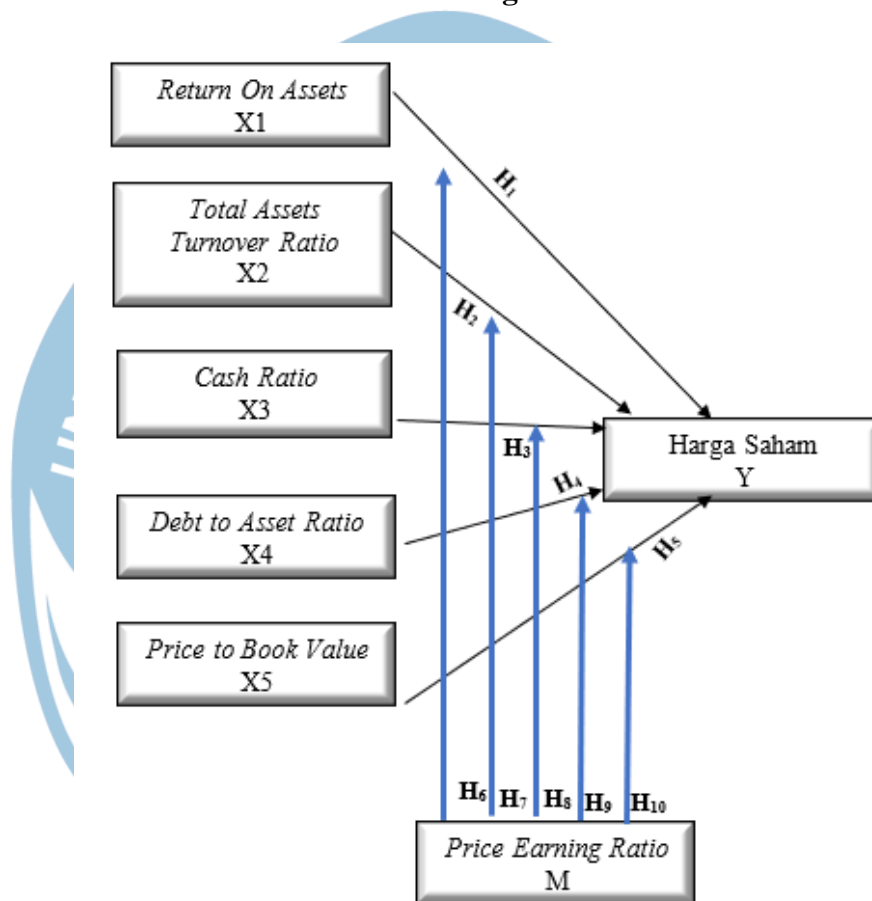 Return On Assets
X1
H1
Total Assets
Turnover Ratio
X2
H2
Cash Ratio
X3
H3
Harga Saham
Y
H4
Debt to Asset Ratio
X4
H5
Price to Book Value
X5
H6 H7 H8 H9 H10
Price Earning Ratio
M